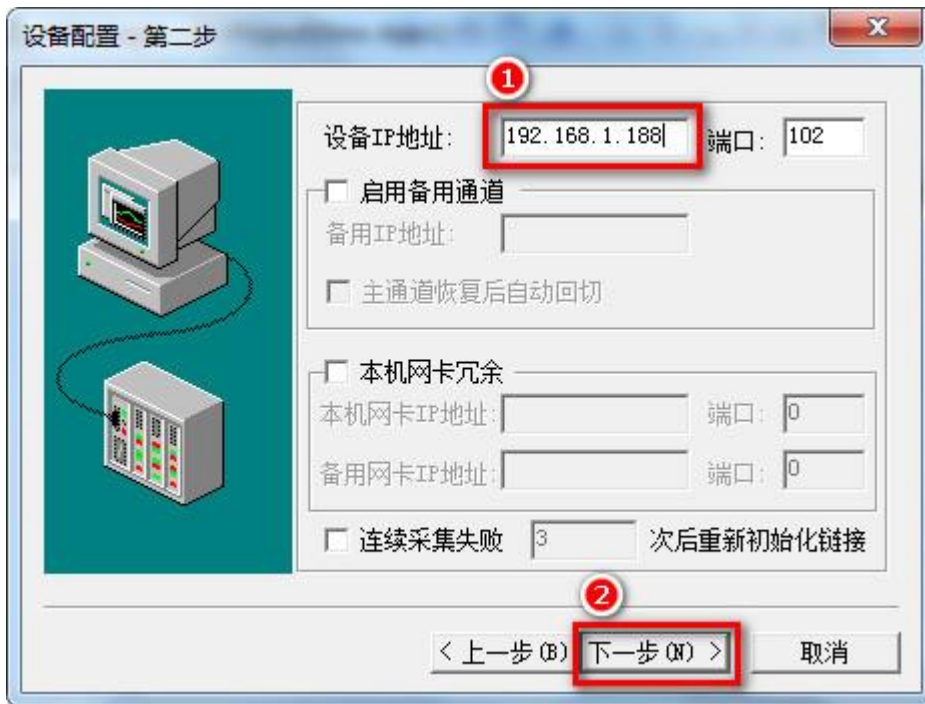 设备配置 - 第二步
1
设备IP地址: 192.168.1.188 端口: 102
启用备用通道
备用IP地址:
主通道恢复后自动回切
本机网卡冗余
本机网卡IP地址: 端口: 0
备用网卡IP地址: 端口: 0
连续采集失败 3 次后重新初始化链接
2
< 上一步(B) 下一步(N) > 取消